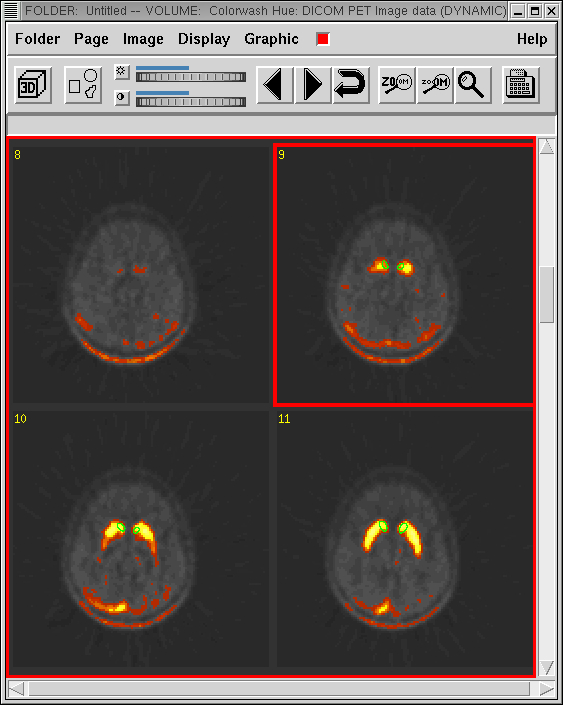 FOLDER: Untitled -- VOLUME: Colorwash Hue: DICOM PET Image data (DYNAMIC)
Folder Page Image Display Graphic Help
3D ZOOM ZOOM
8 9
10 11